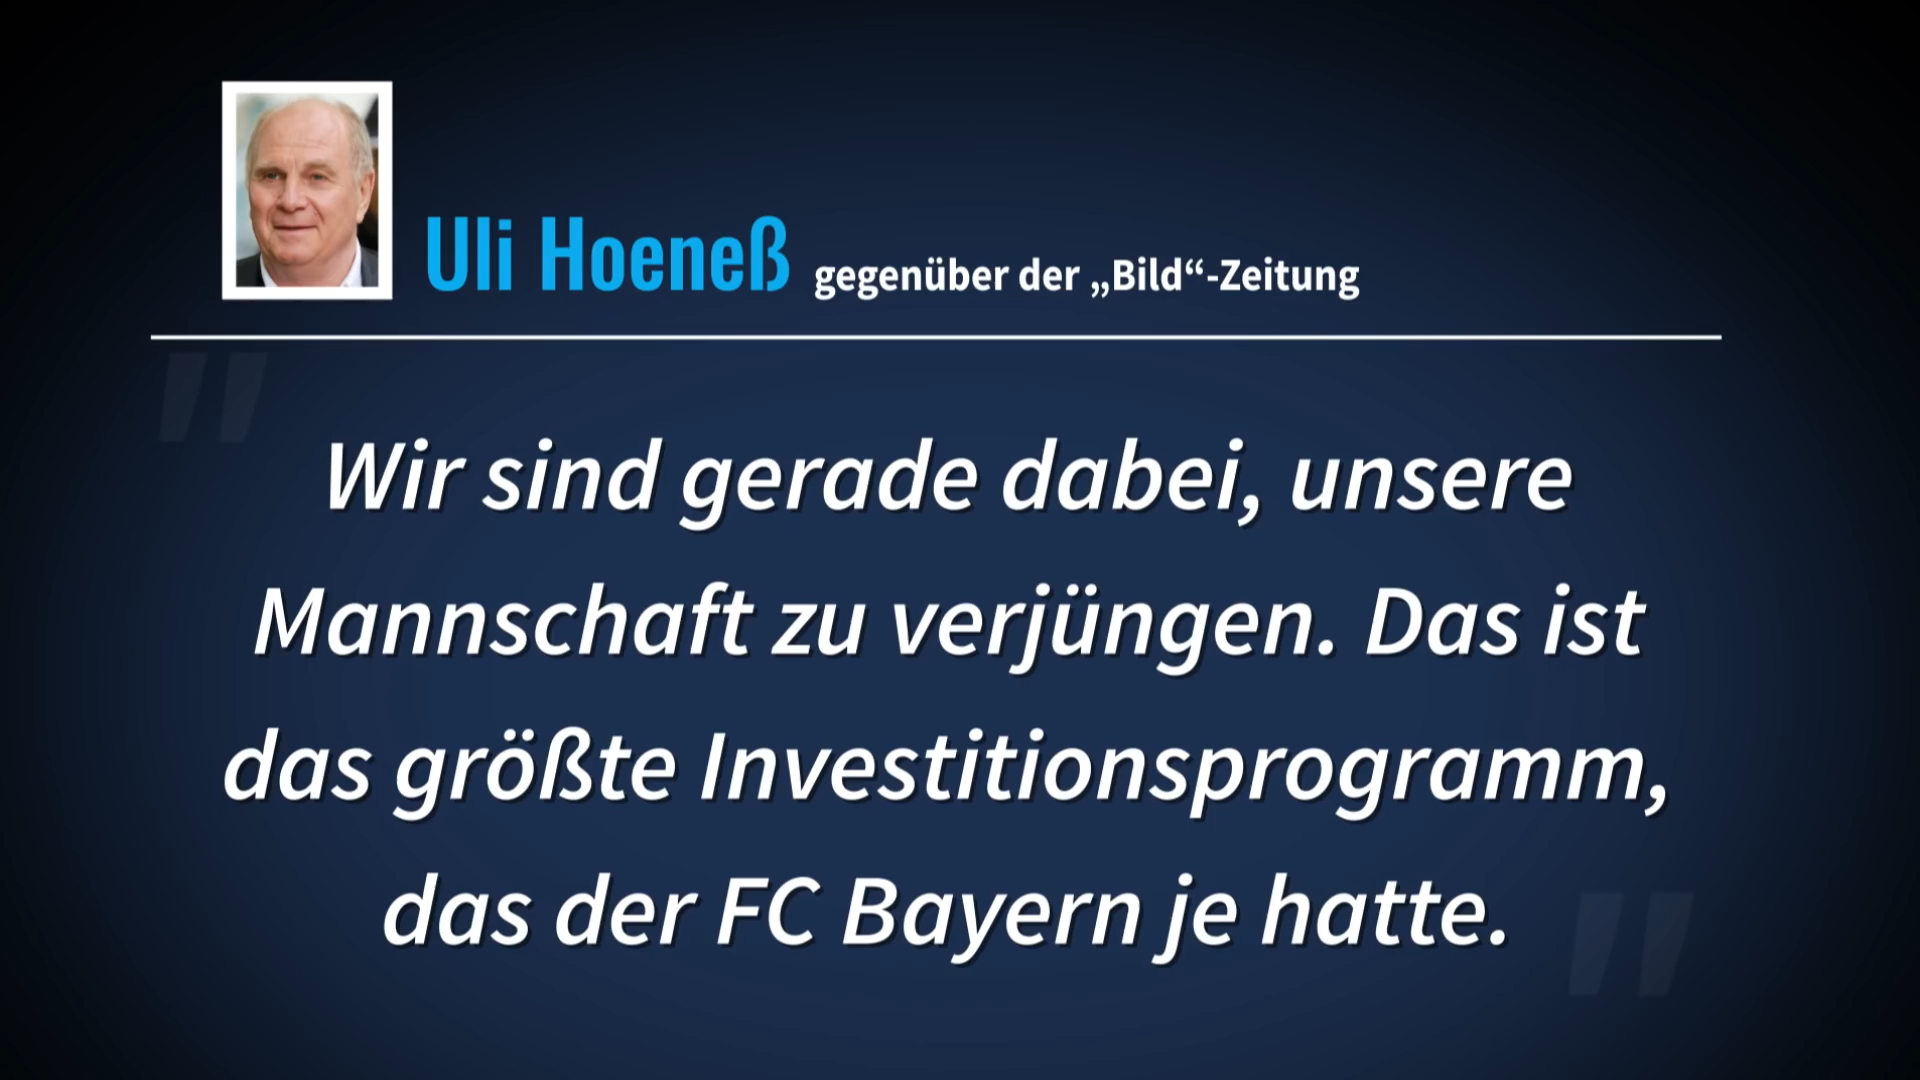 Uli Hoeneß gegenüber der „Bild“-Zeitung
"
Wir sind gerade dabei, unsere
Mannschaft zu verjüngen. Das ist
das größte Investitionsprogramm,
das der FC Bayern je hatte.
"